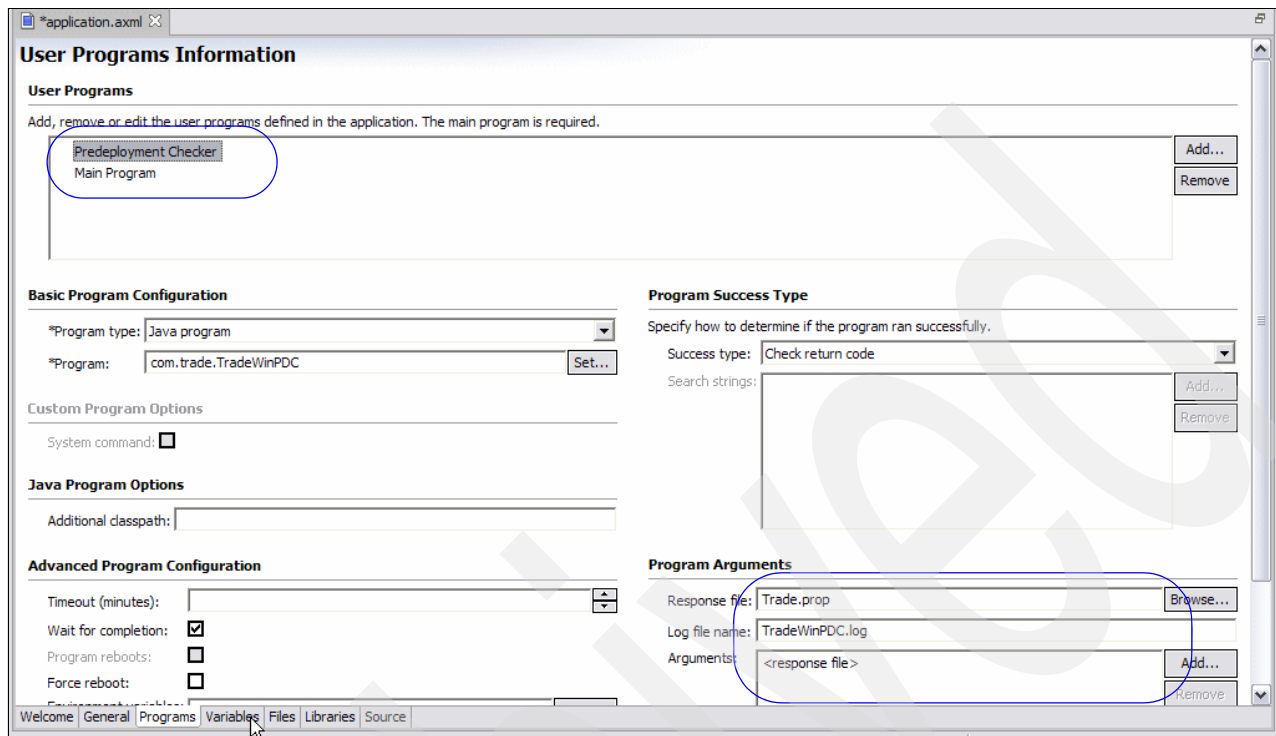 *application.axml
User Programs Information
User Programs
Add, remove or edit the user programs defined in the application. The main program is required.
Predeployment Checker
Main Program
Add...
Remove
Basic Program Configuration
*Program type: Java program
*Program: com.trade.TradeWinPDC Set...
Custom Program Options
System command:
Java Program Options
Additional classpath:
Advanced Program Configuration
Timeout (minutes):
Wait for completion:
Program reboots:
Force reboot:
Environment variables:
Program Success Type
Specify how to determine if the program ran successfully.
Success type: Check return code
Search strings:
Add...
Remove
Program Arguments
Response file: Trade.prop Browse...
Log file name: TradeWinPDC.log
Arguments: <response file> Add...
Remove
Welcome General Programs Variables Files Libraries Source